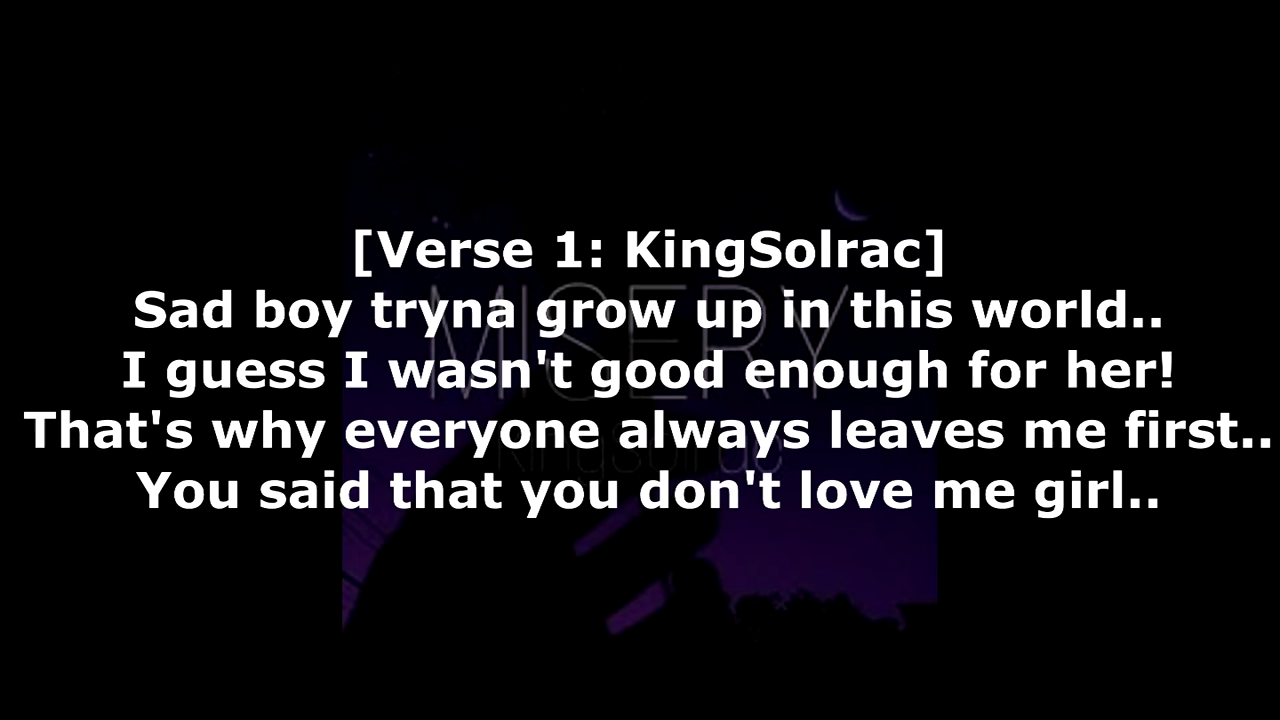 [Verse 1: KingSolrac]
Sad boy tryna grow up in this world..
I guess I wasn't good enough for her!
That's why everyone always leaves me first..
You said that you don't love me girl..
MISERY
kingsolrac